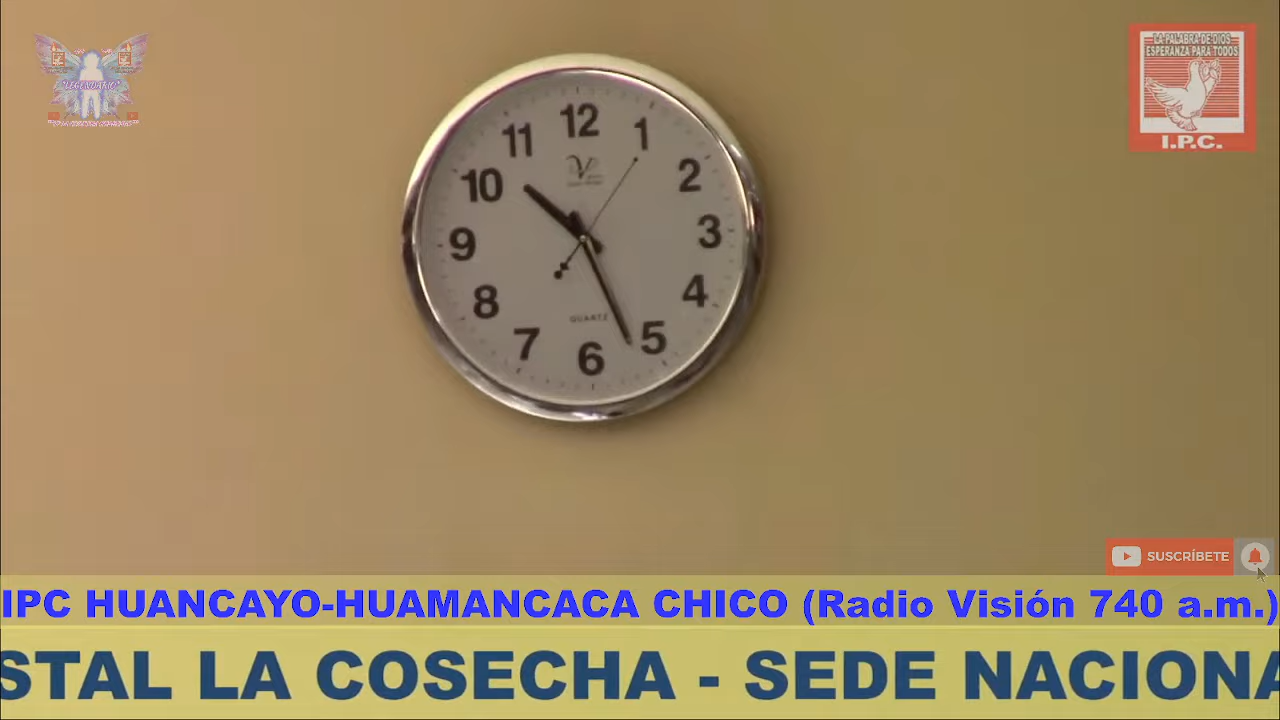 "LEGENDARIO"
LA PALABRA DE DIOS
ESPERANZA PARA TODOS
I.P.C.
12
1
2
3
4
5
6
7
8
9
10
11
QUARTZ
SUSCRÍBETE
IPC HUANCAYO-HUAMANCACA CHICO (Radio Visión 740 a.m.)
STAL LA COSECHA - SEDE NACIONA